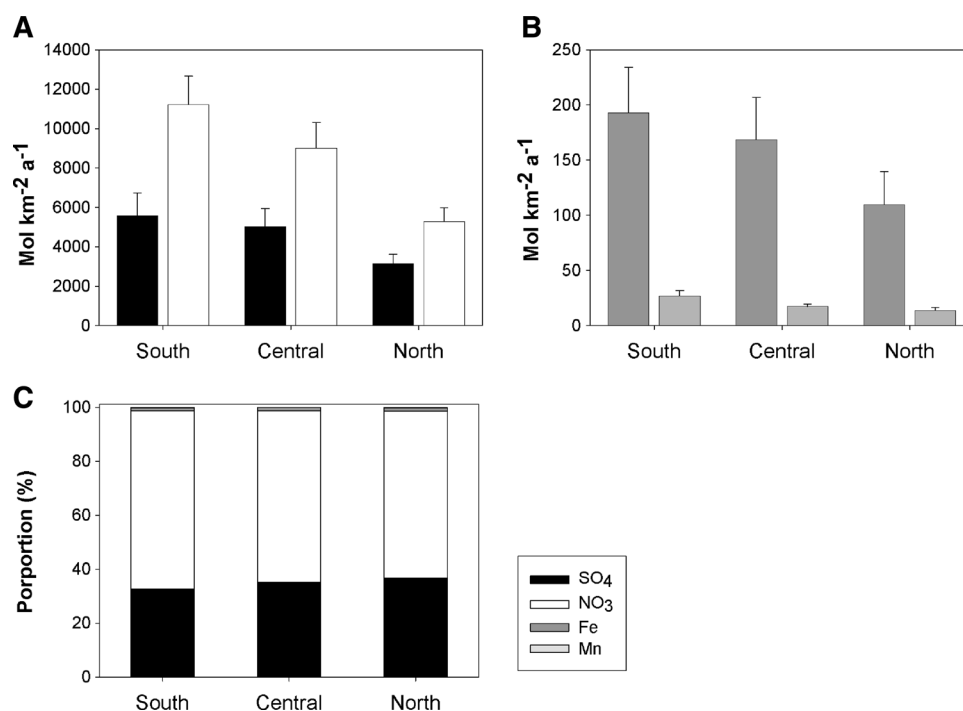 A
14000
12000
10000
8000
6000
4000
2000
0
Mol km-2 a-1
South Central North
B
250
200
150
100
50
0
Mol km-2 a-1
South Central North
C
100
80
60
40
20
0
Porportion (%)
South Central North
SO4
NO3
Fe
Mn